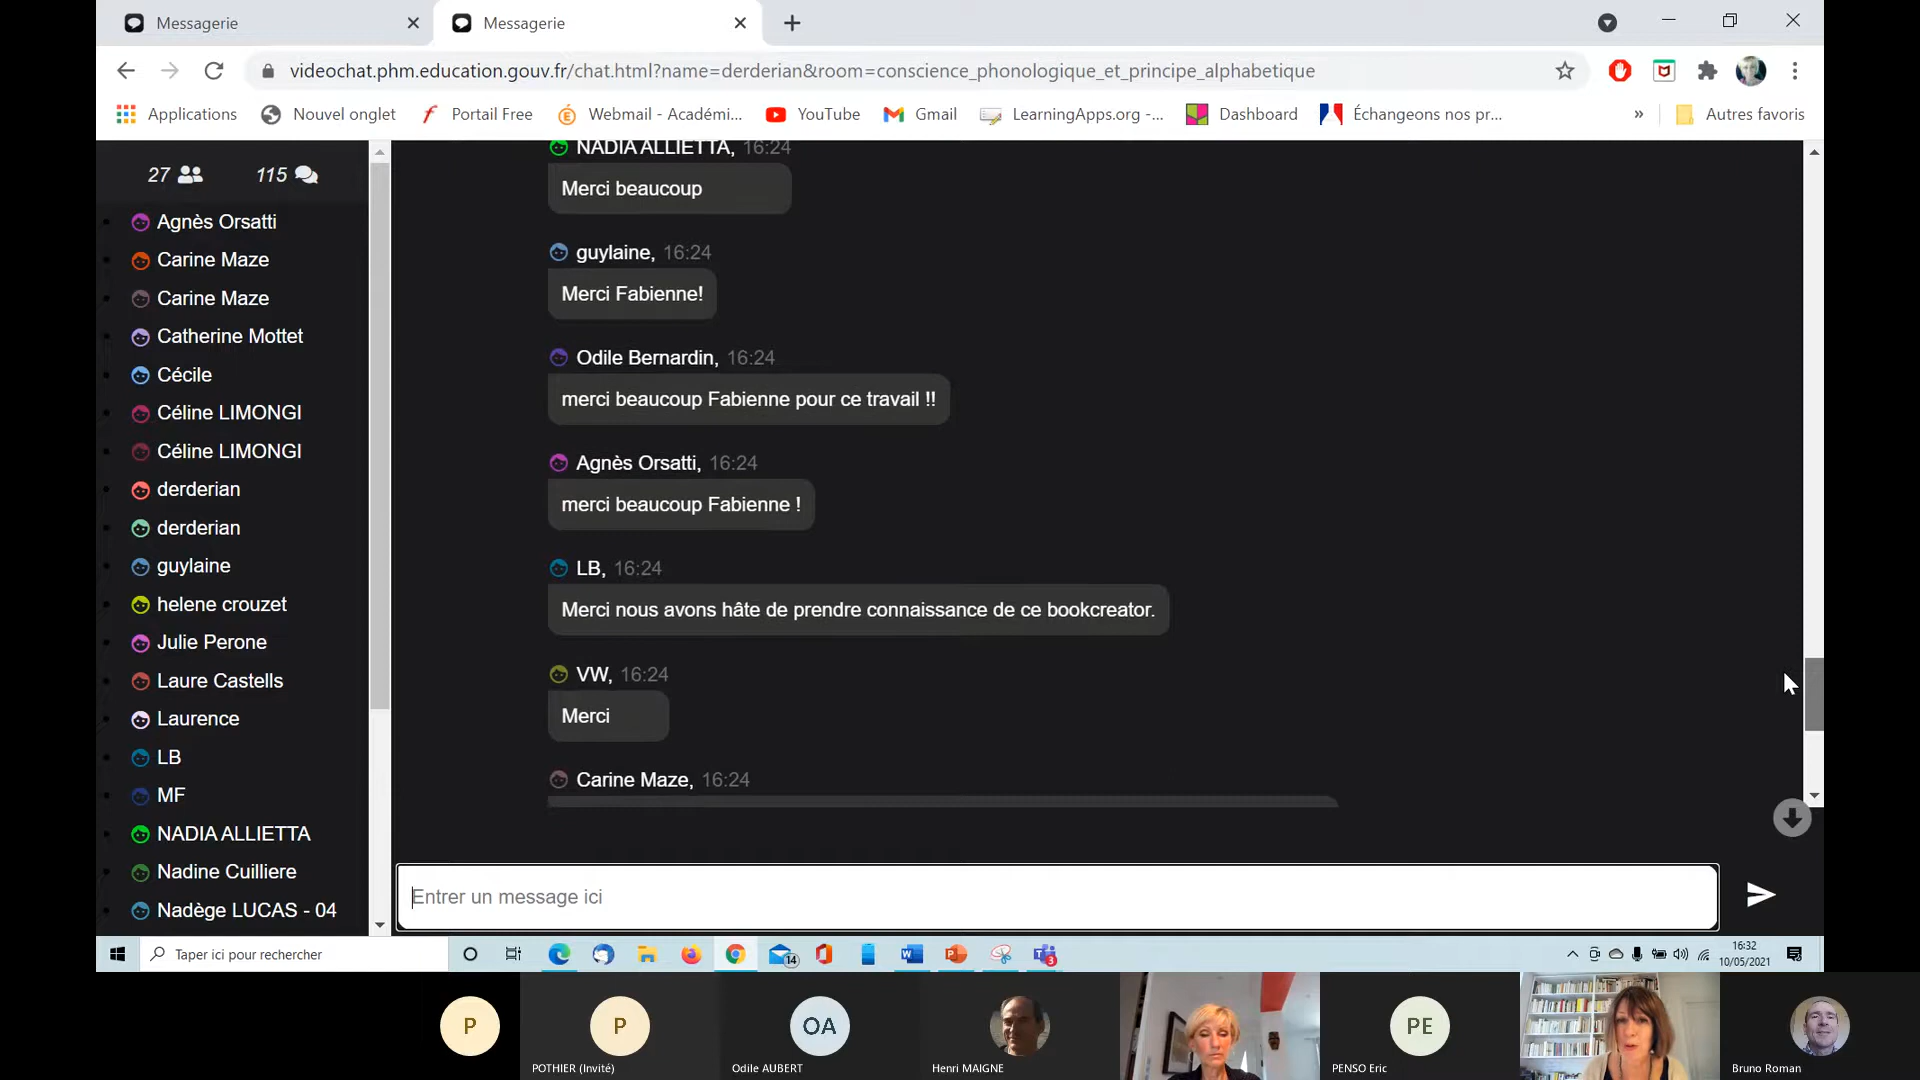 Messagerie
Messagerie
videochat.phm.education.gouv.fr/chat.html?name=derderian&room=conscience_phonologique_et_principe_alphabetique
Applications
Nouvel onglet
Portail Free
Webmail - Académi...
YouTube
Gmail
LearningApps.org -...
Dashboard
Échangeons nos pr...
»
Autres favoris
27
115
Agnès Orsatti
Carine Maze
Carine Maze
Catherine Mottet
Cécile
Céline LIMONGI
Céline LIMONGI
derderian
derderian
guylaine
helene crouzet
Julie Perone
Laure Castells
Laurence
LB
MF
NADIA ALLIETTA
Nadine Cuilliere
Nadège LUCAS - 04
NADIA ALLIETTA, 16:24
Merci beaucoup
guylaine, 16:24
Merci Fabienne!
Odile Bernardin, 16:24
merci beaucoup Fabienne pour ce travail !!
Agnès Orsatti, 16:24
merci beaucoup Fabienne !
LB, 16:24
Merci nous avons hâte de prendre connaissance de ce bookcreator.
VW, 16:24
Merci
Carine Maze, 16:24
Entrer un message ici
Taper ici pour rechercher
14
3
16:32
10/05/2021
P
P
POTHIER (Invité)
OA
Odile AUBERT
Henri MAIGNE
PE
PENSO Eric
Bruno Roman